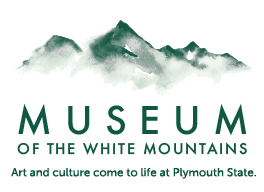 MUSEUM
OF THE WHITE MOUNTAINS
Art and culture come to life at Plymouth State.